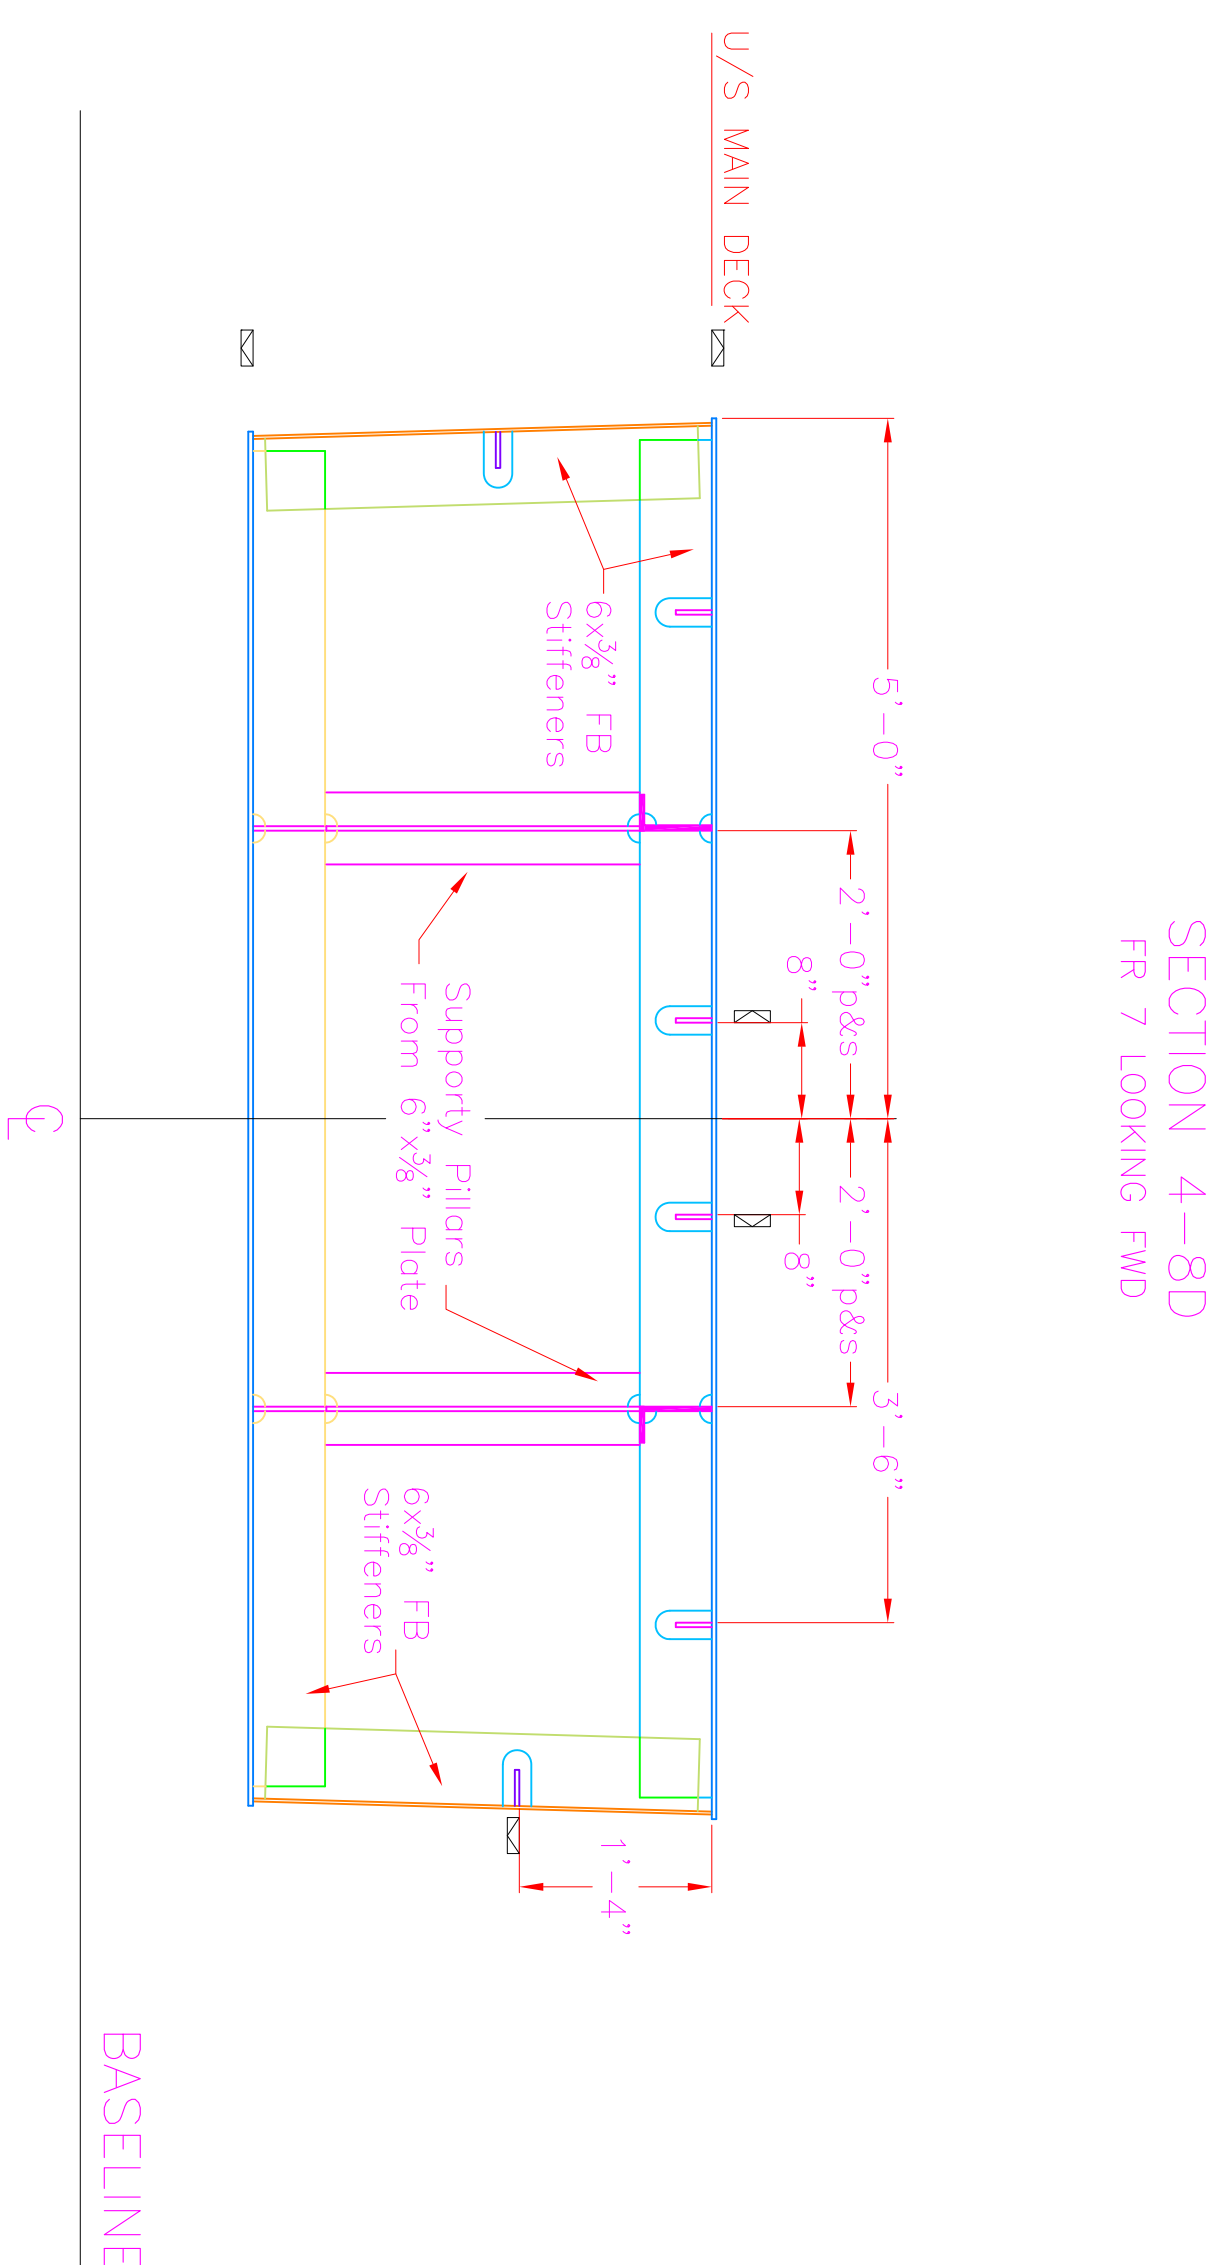 SECTION 4-8D
FR 7 LOOKING FWD
5'-0"
3'-6"
2'-0"p&s
2'-0"p&s
8"
8"
U/S MAIN DECK
1'-4"
6x3/8" FB
Stiffeners
Supporty Pillars
From 6"x3/8" Plate
6x3/8" FB
Stiffeners
BASELINE
℄